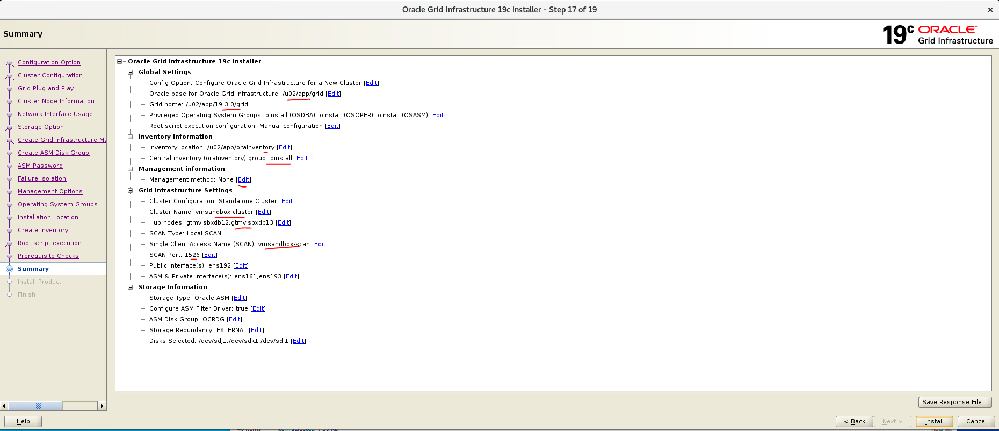 Oracle Grid Infrastructure 19c Installer - Step 17 of 19
Summary
19c ORACLE
Grid Infrastructure
Configuration Option
Cluster Configuration
Grid Plug and Play
Cluster Node Information
Network Interface Usage
Storage Option
Create Grid Infrastructure Ma
Create ASM Disk Group
ASM Password
Failure Isolation
Management Options
Operating System Groups
Installation Location
Create Inventory
Root script execution
Prerequisite Checks
Summary
Install Product
Finish
Oracle Grid Infrastructure 19c Installer
Global Settings
Config Option: Configure Oracle Grid Infrastructure for a New Cluster [Edit]
Oracle base for Oracle Grid Infrastructure: /u02/app/grid [Edit]
Grid home: /u02/app/19.3.0/grid
Privileged Operating System Groups: oinstall (OSDBA), oinstall (OSOPER), oinstall (OSASM) [Edit]
Root script execution configuration: Manual configuration [Edit]
Inventory information
Inventory location: /u02/app/oraInventory [Edit]
Central inventory (oraInventory) group: oinstall [Edit]
Management information
Management method: None [Edit]
Grid Infrastructure Settings
Cluster Configuration: Standalone Cluster [Edit]
Cluster Name: vmsandbox-cluster [Edit]
Hub nodes: gtmvlsbxdb12,gtmvlsbxdb13 [Edit]
SCAN Type: Local SCAN
Single Client Access Name (SCAN): vmsandbox-scan [Edit]
SCAN Port: 1526 [Edit]
Public Interface(s): ens192 [Edit]
ASM & Private Interface(s): ens161,ens193 [Edit]
Storage Information
Storage Type: Oracle ASM [Edit]
Configure ASM Filter Driver: true [Edit]
ASM Disk Group: OCRDG [Edit]
Storage Redundancy: EXTERNAL [Edit]
Disks Selected: /dev/sdj1,/dev/sdk1,/dev/sdl1 [Edit]
Save Response File...
Help
< Back
Next >
Install
Cancel